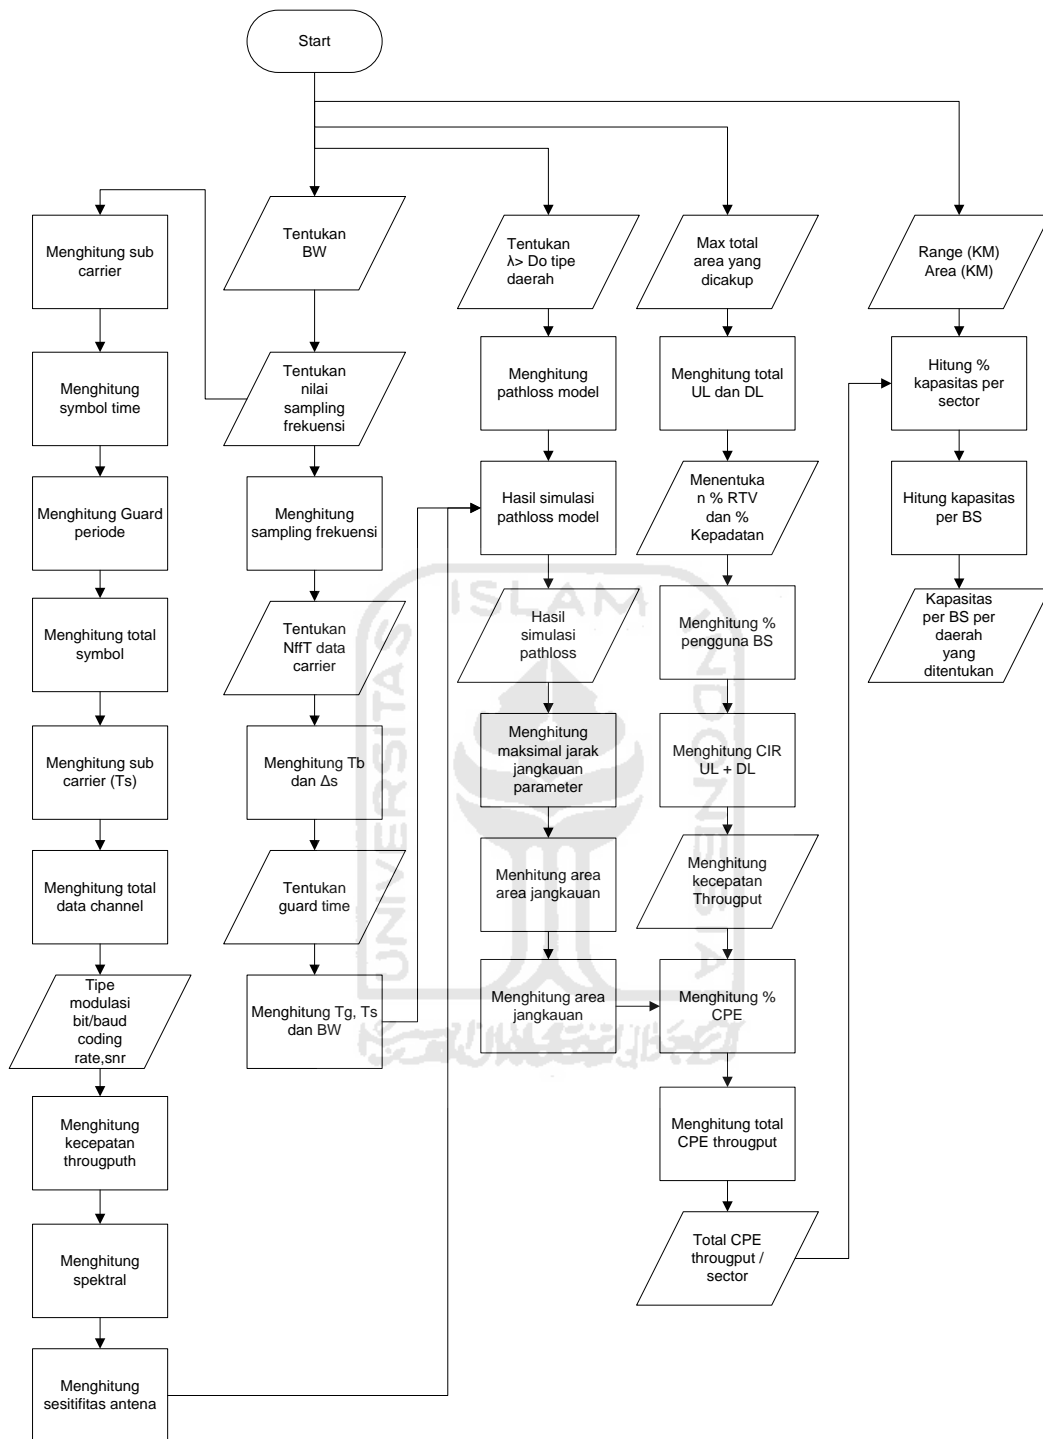 Start
Menghitung sub
carrier
Menghitung
symbol time
Menghitung Guard
periode
Menghitung total
symbol
Menghitung sub
carrier (Ts)
Menghitung total
data channel
Tipe
modulasi
bit/baud
coding
rate,snr
Menghitung
kecepatan
througputh
Menghitung
spektral
Menghitung
sesitifitas antena
Tentukan
BW
Tentukan
nilai
sampling
frekuensi
Menghitung
sampling frekuensi
Tentukan
NffT data
carrier
Menghitung Tb
dan Δs
Tentukan
guard time
Menghitung Tg, Ts
dan BW
Tentukan
λ> Do tipe
daerah
Menghitung
pathloss model
Hasil simulasi
pathloss model
Hasil
simulasi
pathloss
Menghitung
maksimal jarak
jangkauan
parameter
Menhitung area
area jangkauan
Menghitung area
jangkauan
Max total
area yang
dicakup
Menghitung total
UL dan DL
Menentuka
n % RTV
dan %
Kepadatan
Menghitung %
pengguna BS
Menghitung CIR
UL + DL
Menghitung
kecepatan
Througput
Menghitung %
CPE
Menghitung total
CPE througput
Total CPE
througput /
sector
Range (KM)
Area (KM)
Hitung %
kapasitas per
sector
Hitung kapasitas
per BS
Kapasitas
per BS per
daerah
yang
ditentukan
UNIVERSITAS
ISLAM
INDONESIA